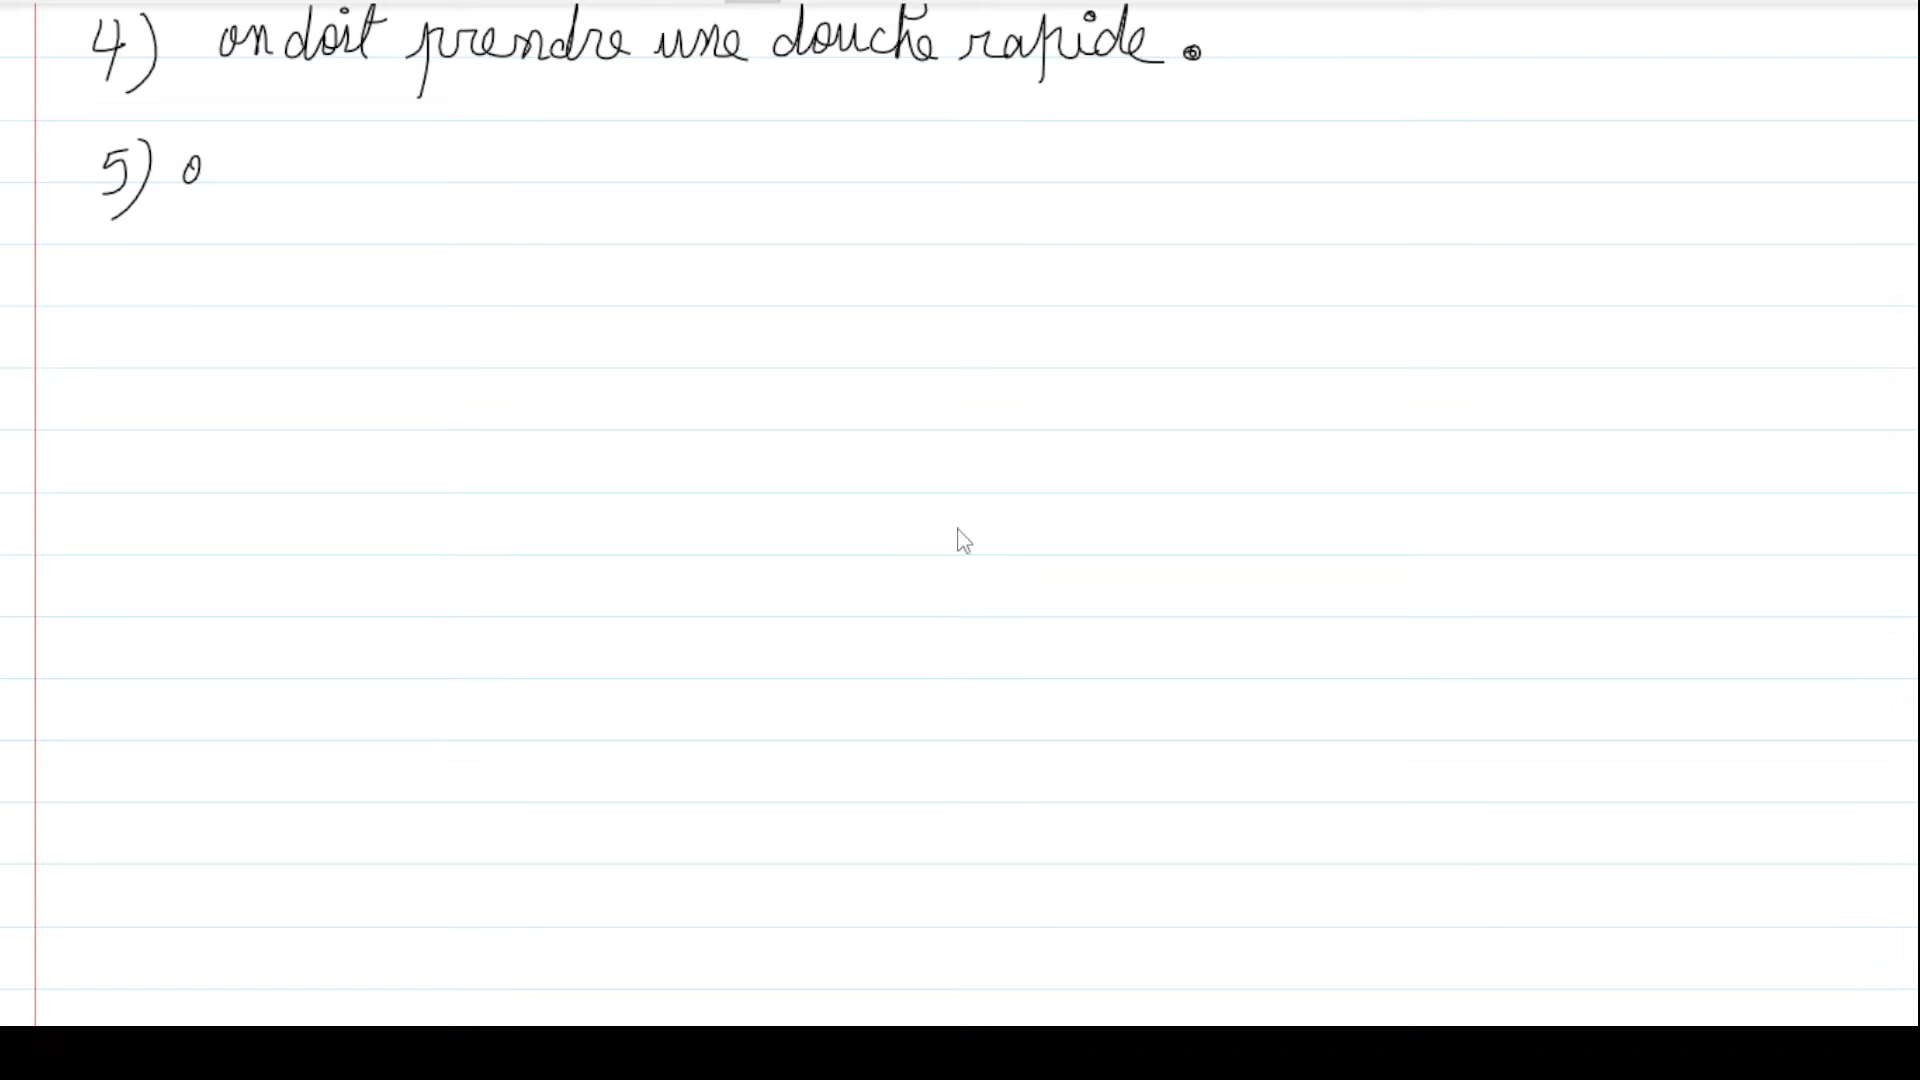 4) on doit prendre une douche rapide.
5) o